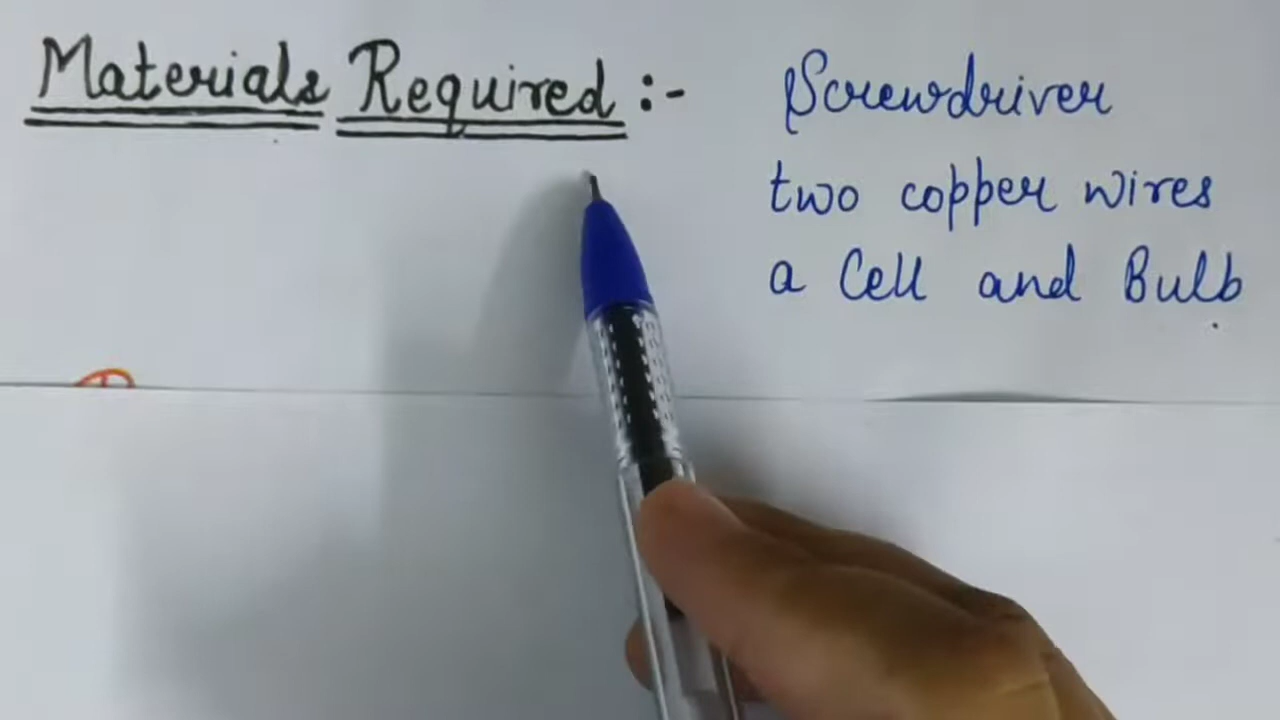 Materials Required :-
Screwdriver
two copper wires
a Cell and Bulb